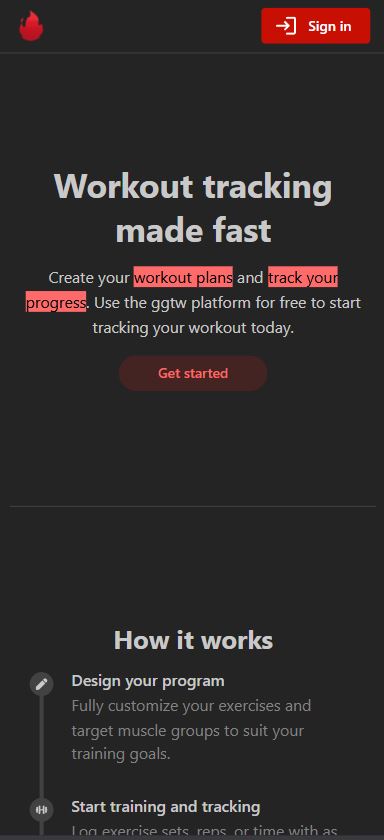 Sign in
Workout tracking
made fast
Create your workout plans and track your
progress. Use the ggtw platform for free to start
tracking your workout today.
Get started
How it works
Design your program
Fully customize your exercises and
target muscle groups to suit your
training goals.
Start training and tracking
Log exercise sets, reps, or time with as